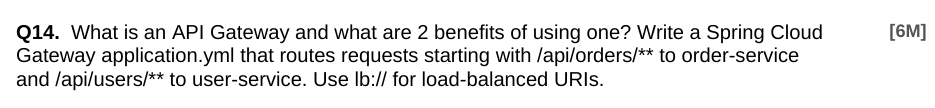 Q14. What is an API Gateway and what are 2 benefits of using one? Write a Spring Cloud [6M]
Gateway application.yml that routes requests starting with /api/orders/** to order-service
and /api/users/** to user-service. Use lb:// for load-balanced URIs.